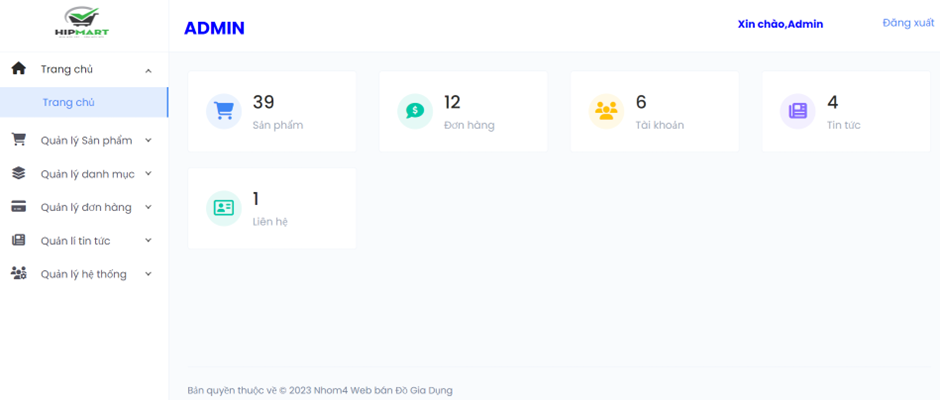 HIPMART
ADMIN
Xin chào,Admin
Đăng xuất
Trang chủ
Trang chủ
Quản lý Sản phẩm
Quản lý danh mục
Quản lý đơn hàng
Quản lí tin tức
Quản lý hệ thống
39
Sản phẩm
12
Đơn hàng
6
Tài khoản
4
Tin tức
1
Liên hệ
Bản quyền thuộc về © 2023 Nhom4 Web bán Đồ Gia Dụng